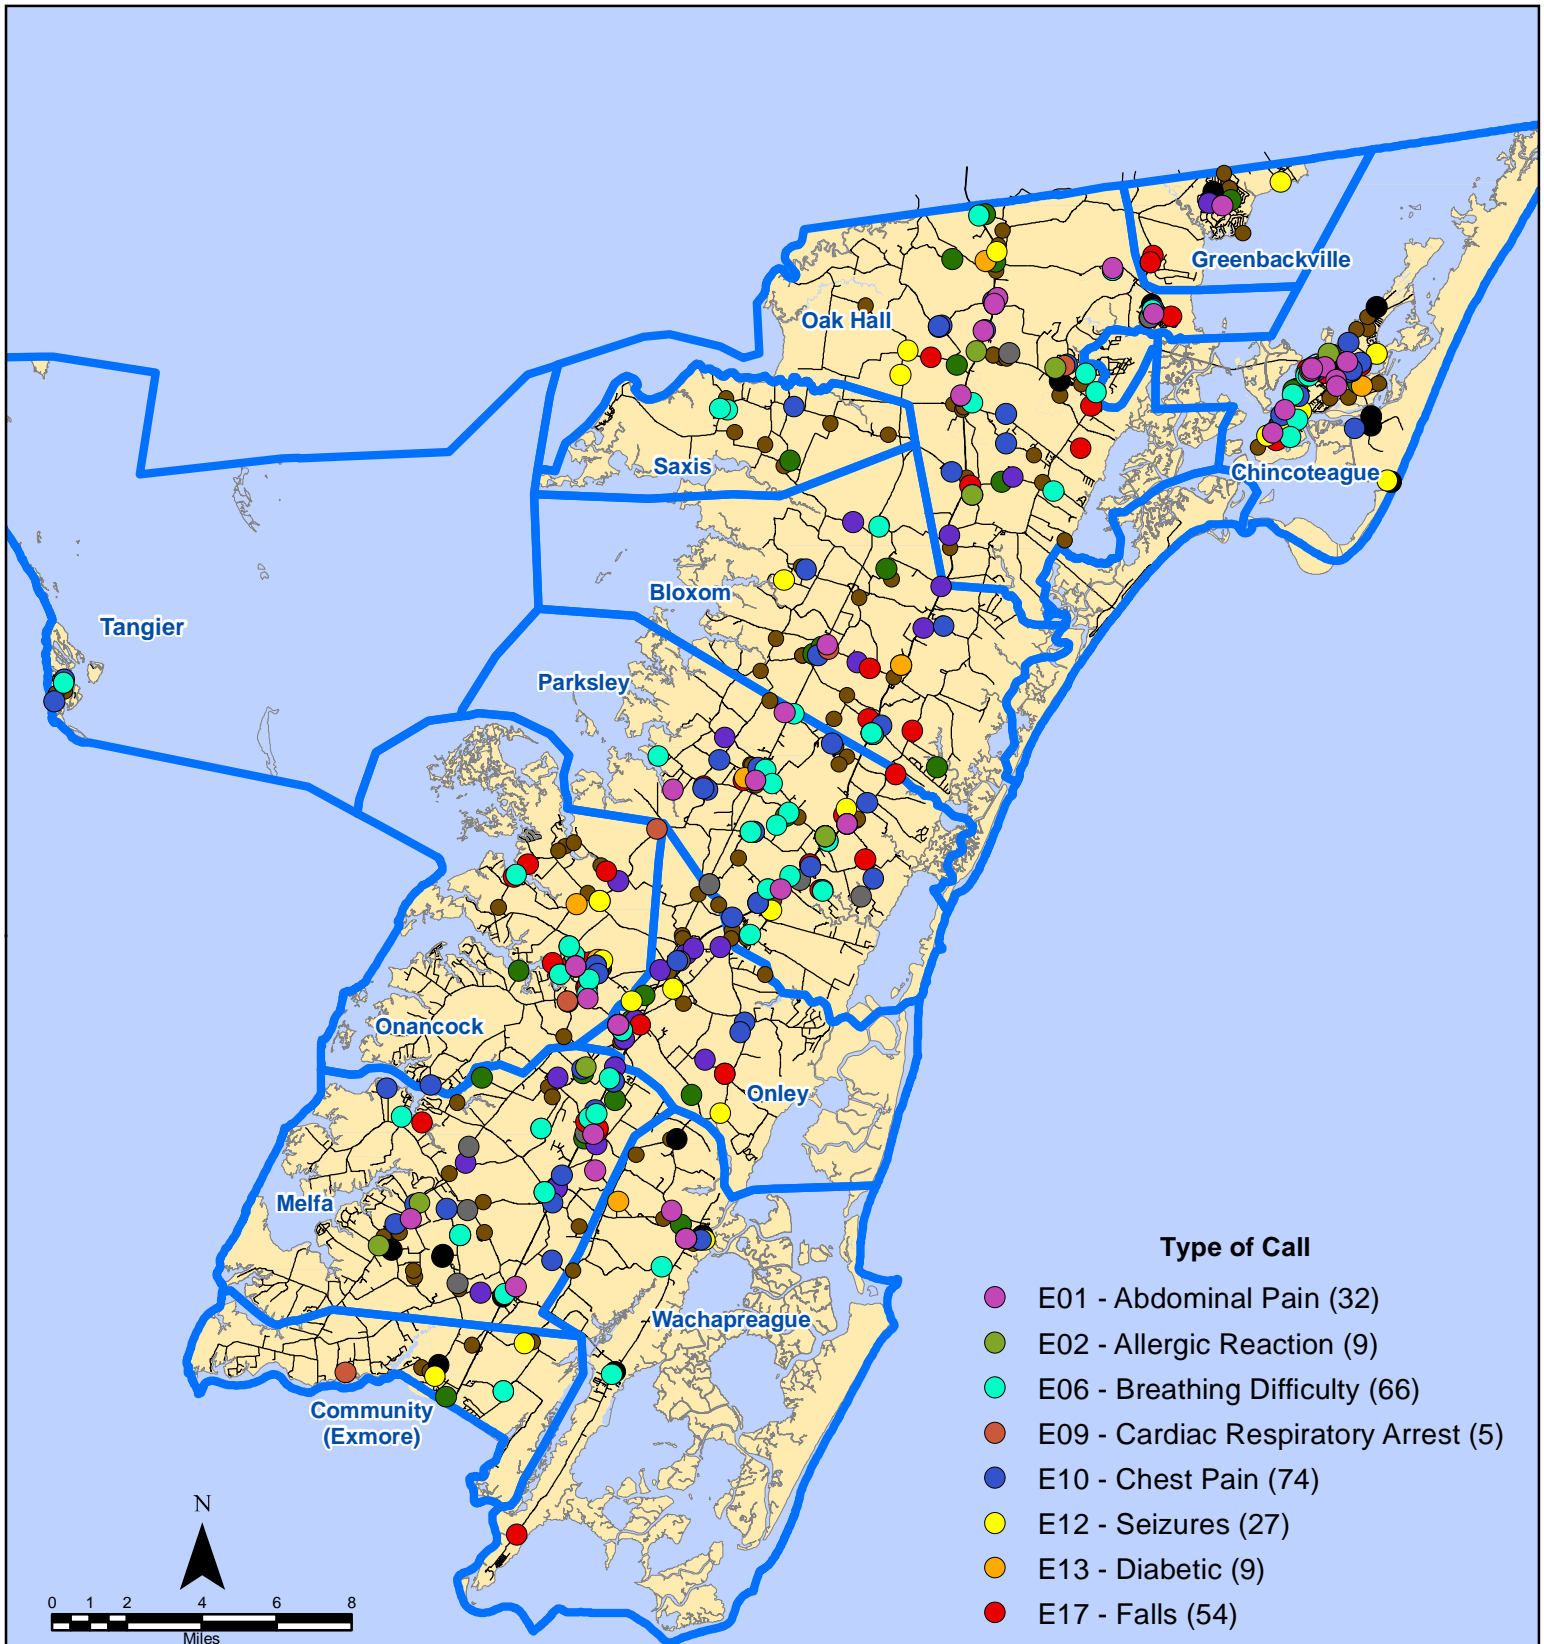 Greenbackville
Oak Hall
Saxis
Chincoteague
Bloxom
Tangier
Parksley
Onancock
Onley
Melfa
Wachapreague
Community
(Exmore)
Type of Call
E01 - Abdominal Pain (32)
E02 - Allergic Reaction (9)
E06 - Breathing Difficulty (66)
E09 - Cardiac Respiratory Arrest (5)
E10 - Chest Pain (74)
E12 - Seizures (27)
E13 - Diabetic (9)
E17 - Falls (54)
N
0 1 2 4 6 8
Miles